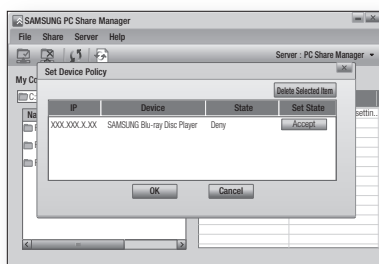 SAMSUNG PC Share Manager
File Share Server Help
Server : PC Share Manager
Set Device Policy
My Co
Delete Selected Item
C:
IP Device State Set State
Na
settin..
XXX.XXX.X.XX SAMSUNG Blu-ray Disc Player Deny Accept
OK Cancel